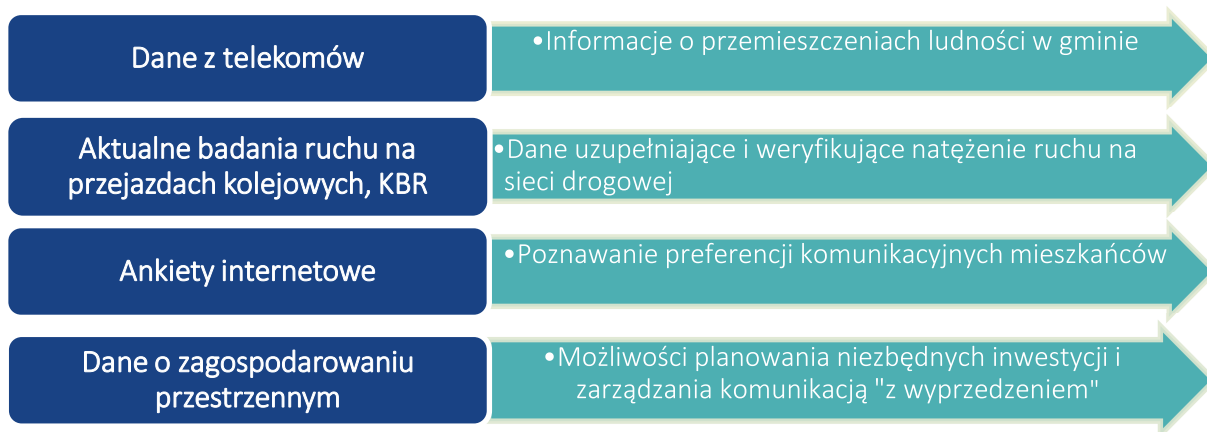 Dane z telekomów
•Informacje o przemieszczeniach ludności w gminie
Aktualne badania ruchu na
przejazdach kolejowych, KBR
•Dane uzupełniające i weryfikujące natężenie ruchu na
sieci drogowej
Ankiety internetowe
•Poznawanie preferencji komunikacyjnych mieszkańców
Dane o zagospodarowaniu
przestrzennym
•Możliwości planowania niezbędnych inwestycji i
zarządzania komunikacją "z wyprzedzeniem"